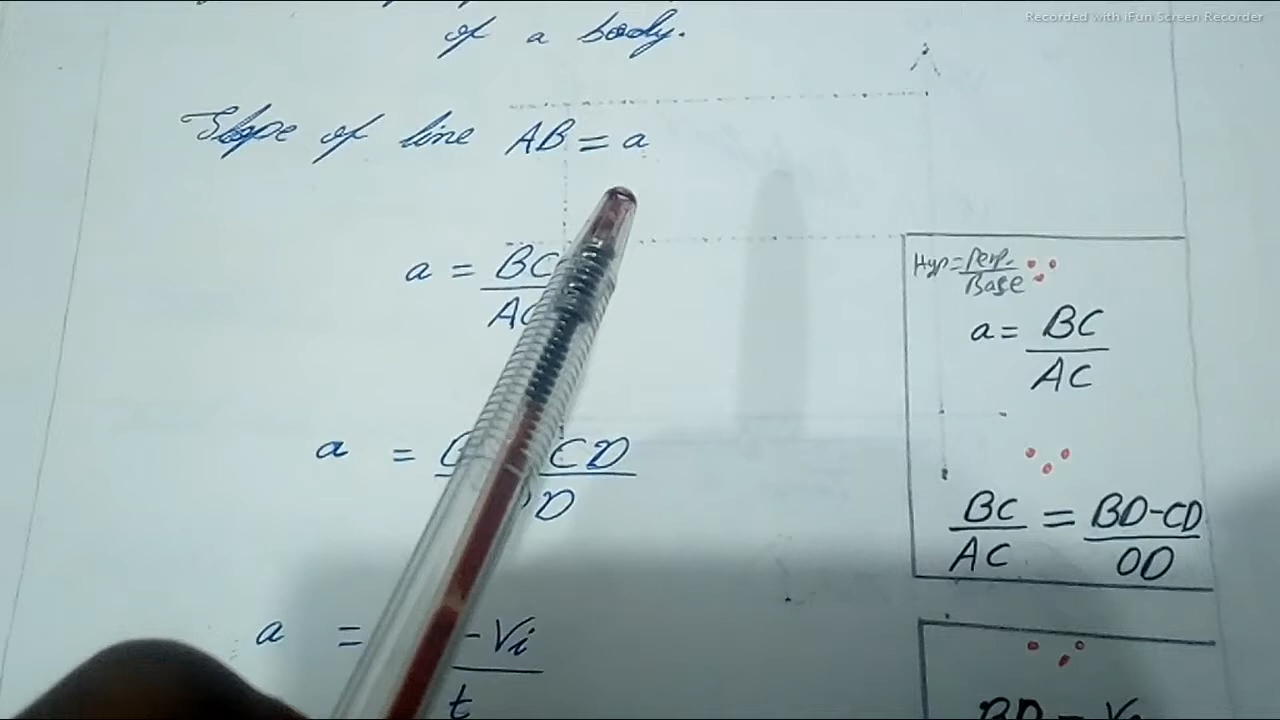 Recorded with iFun Screen Recorder
of a body.
Slope of line AB = a
a = BC
AC
a = CD
D
a = -Vi
t
Hyp = Perp.
Base
a = BC
AC
BC = BD-CD
AC OD
BD = V